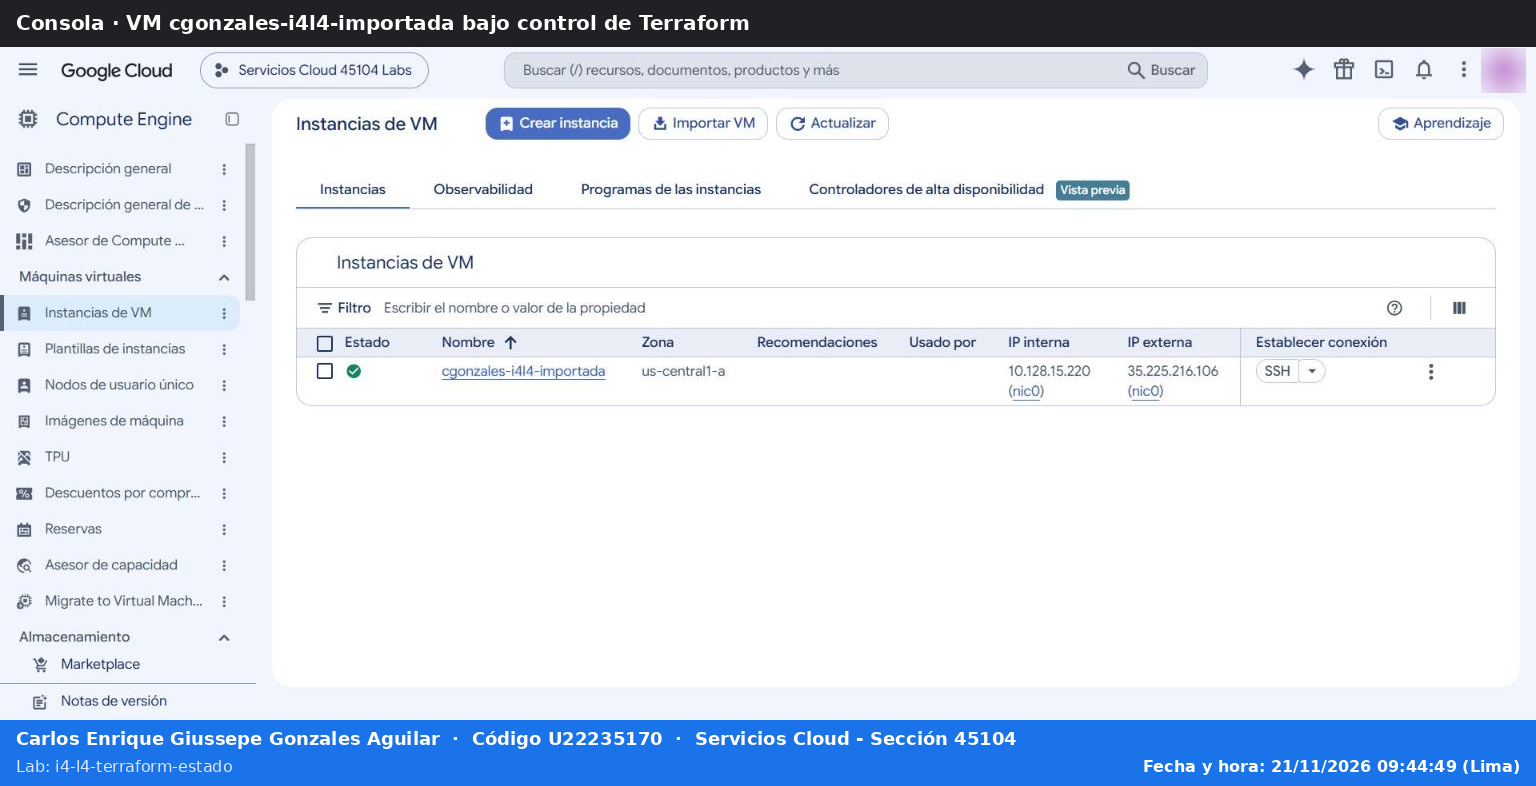 Consola · VM cgonzales-i4l4-importada bajo control de Terraform
Google Cloud
Servicios Cloud 45104 Labs
Buscar (/) recursos, documentos, productos y más
Buscar
Compute Engine
Instancias de VM
Crear instancia
Importar VM
Actualizar
Aprendizaje
Descripción general
Descripción general de ...
Asesor de Compute ...
Máquinas virtuales
Instancias de VM
Plantillas de instancias
Nodos de usuario único
Imágenes de máquina
TPU
Descuentos por compr...
Reservas
Asesor de capacidad
Migrate to Virtual Mach...
Almacenamiento
Marketplace
Notas de versión
Instancias
Observabilidad
Programas de las instancias
Controladores de alta disponibilidad
Vista previa
Instancias de VM
Filtro Escribir el nombre o valor de la propiedad
Estado Nombre Zona Recomendaciones Usado por IP interna IP externa Establecer conexión
cgonzales-i4l4-importada us-central1-a 10.128.15.220 35.225.216.106 SSH
(nic0) (nic0)
Carlos Enrique Giussepe Gonzales Aguilar · Código U22235170 · Servicios Cloud - Sección 45104
Lab: i4-l4-terraform-estado
Fecha y hora: 21/11/2026 09:44:49 (Lima)